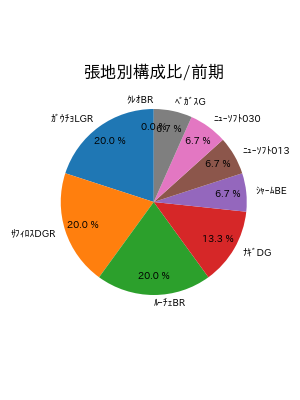 張地別構成比/前期
ｸﾚｵBR
0.0 %
ﾍﾟｶﾞｽG
6.7 %
ﾆｭｰｿﾌﾄ030
6.7 %
ﾆｭｰｿﾌﾄ013
6.7 %
ｼｬｰﾑBE
6.7 %
ﾅｷﾞDG
13.3 %
ﾙｰﾁｪBR
20.0 %
ｻﾌｨﾛｽDGR
20.0 %
ｶﾞｳﾁｮLGR
20.0 %